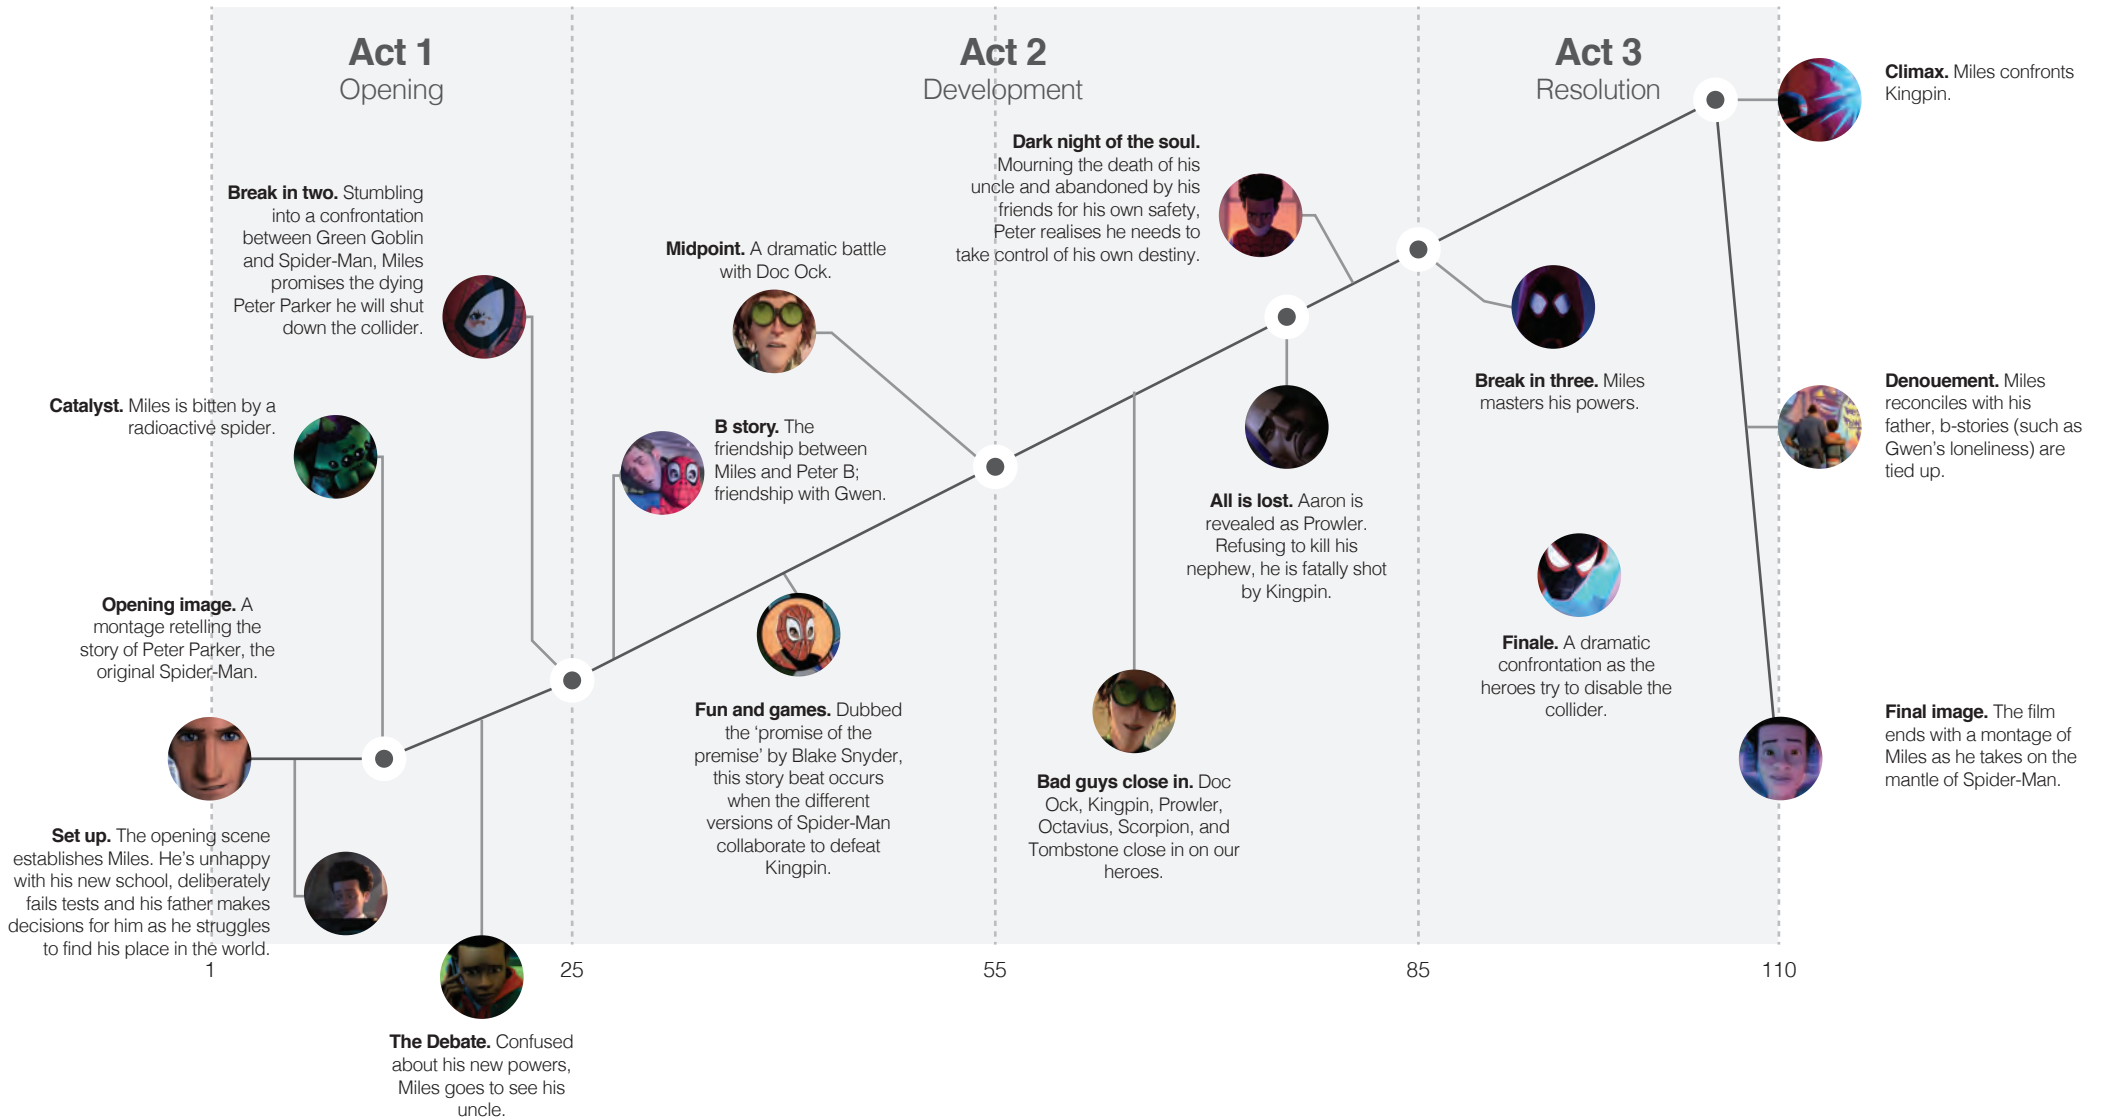 Act 1
Opening
Act 2
Development
Act 3
Resolution
Opening image. A
montage retelling the
story of Peter Parker, the
original Spider-Man.
Set up. The opening scene
establishes Miles. He’s unhappy
with his new school, deliberately
fails tests and his father makes
decisions for him as he struggles
to find his place in the world.
Catalyst. Miles is bitten by a
radioactive spider.
The Debate. Confused
about his new powers,
Miles goes to see his
uncle.
Break in two. Stumbling
into a confrontation
between Green Goblin
and Spider-Man, Miles
promises the dying
Peter Parker he will shut
down the collider.
B story. The
friendship between
Miles and Peter B;
friendship with Gwen.
Fun and games. Dubbed
the ‘promise of the
premise’ by Blake Snyder,
this story beat occurs
when the different
versions of Spider-Man
collaborate to defeat
Kingpin.
Midpoint. A dramatic battle
with Doc Ock.
Bad guys close in. Doc
Ock, Kingpin, Prowler,
Octavius, Scorpion, and
Tombstone close in on our
heroes.
All is lost. Aaron is
revealed as Prowler.
Refusing to kill his
nephew, he is fatally shot
by Kingpin.
Dark night of the soul.
Mourning the death of his
uncle and abandoned by his
friends for his own safety,
Peter realises he needs to
take control of his own destiny.
Break in three. Miles
masters his powers.
Finale. A dramatic
confrontation as the
heroes try to disable the
collider.
Climax. Miles confronts
Kingpin.
Denouement. Miles
reconciles with his
father, b-stories (such as
Gwen’s loneliness) are
tied up.
Final image. The film
ends with a montage of
Miles as he takes on the
mantle of Spider-Man.
1
25
55
85
110